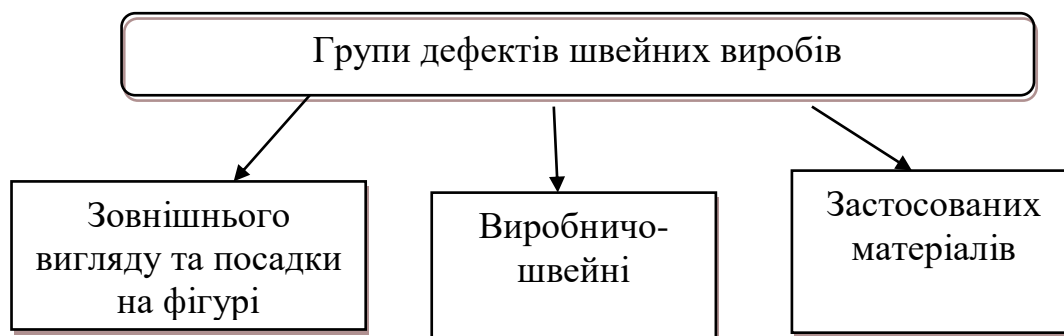 Групи дефектів швейних виробів
Зовнішнього
вигляду та посадки
на фігурі
Виробничо-
швейні
Застосованих
матеріалів